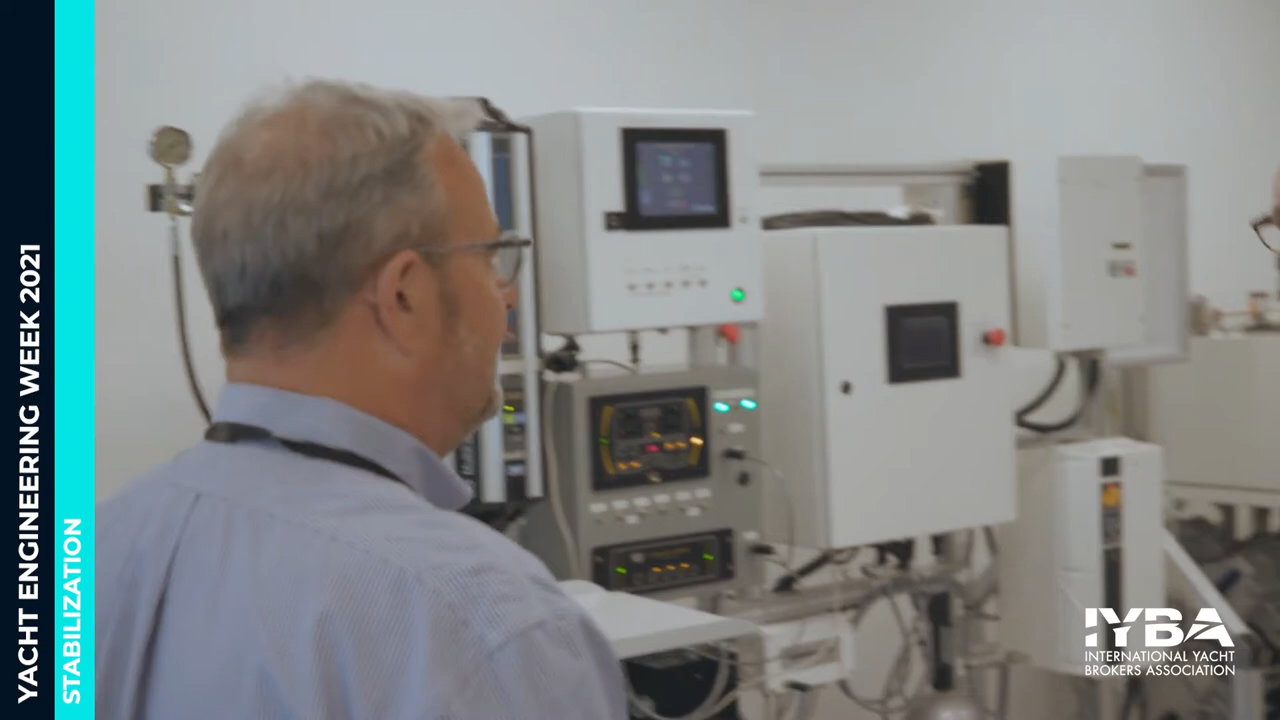 YACHT ENGINEERING WEEK 2021
STABILIZATION
IYBA
INTERNATIONAL YACHT
BROKERS ASSOCIATION